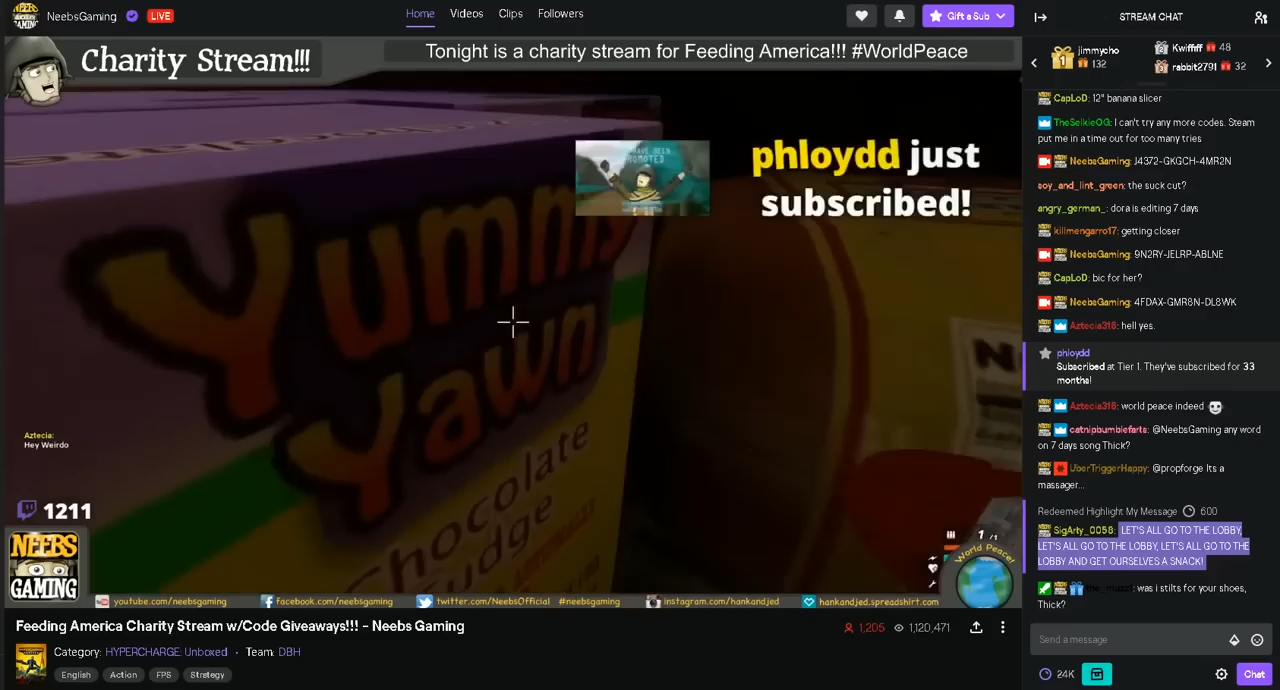 NeebsGaming LIVE
Home Videos Clips Followers
Gift a Sub
STREAM CHAT
Charity Stream!!!
Tonight is a charity stream for Feeding America!!! #WorldPeace
jimmycho
132
Kwiffiff 48
rabbit2791 32
phloydd just
subscribed!
Yummy
Yawn
chocolate
fudge
Aztecia:
Hey Weirdo
1211
NEEBS
GAMING
1 / 1
World Peace!
youtube.com/neebsgaming facebook.com/neebsgaming twitter.com/NeebsOfficial #neebsgaming instagram.com/hankandjed hankandjed.spreadshirt.com
Feeding America Charity Stream w/Code Giveaways!!! - Neebs Gaming
1,205 1,120,471
Category: HYPERCHARGE: Unboxed · Team: DBH
English Action FPS Strategy
CapLoD: 12" banana slicer
TheSelkieOG: I can't try any more codes. Steam
put me in a time out for too many tries
NeebsGaming: J4372-GKGCH-4MR2N
soy_and_lint_green: the suck cut?
angry_german_: dora is editing 7 days
killmengarro17: getting closer
NeebsGaming: 9N2RY-JELRP-ABLNE
CapLoD: bic for her?
NeebsGaming: 4FDAX-GMR8N-DL8WK
Aztecia316: hell yes.
phloydd
Subscribed at Tier 1. They've subscribed for 33
months!
Aztecia316: world peace indeed
catnipbumblefarts: @NeebsGaming any word
on 7 days song Thick?
UberTriggerHappy: @propforge Its a
massager...
Redeemed Highlight My Message 600
SigArty_0058: LET'S ALL GO TO THE LOBBY,
LET'S ALL GO TO THE LOBBY, LET'S ALL GO TO THE
LOBBY AND GET OURSELVES A SNACK!
was i stilts for your shoes,
Thick?
Send a message
24K
Chat